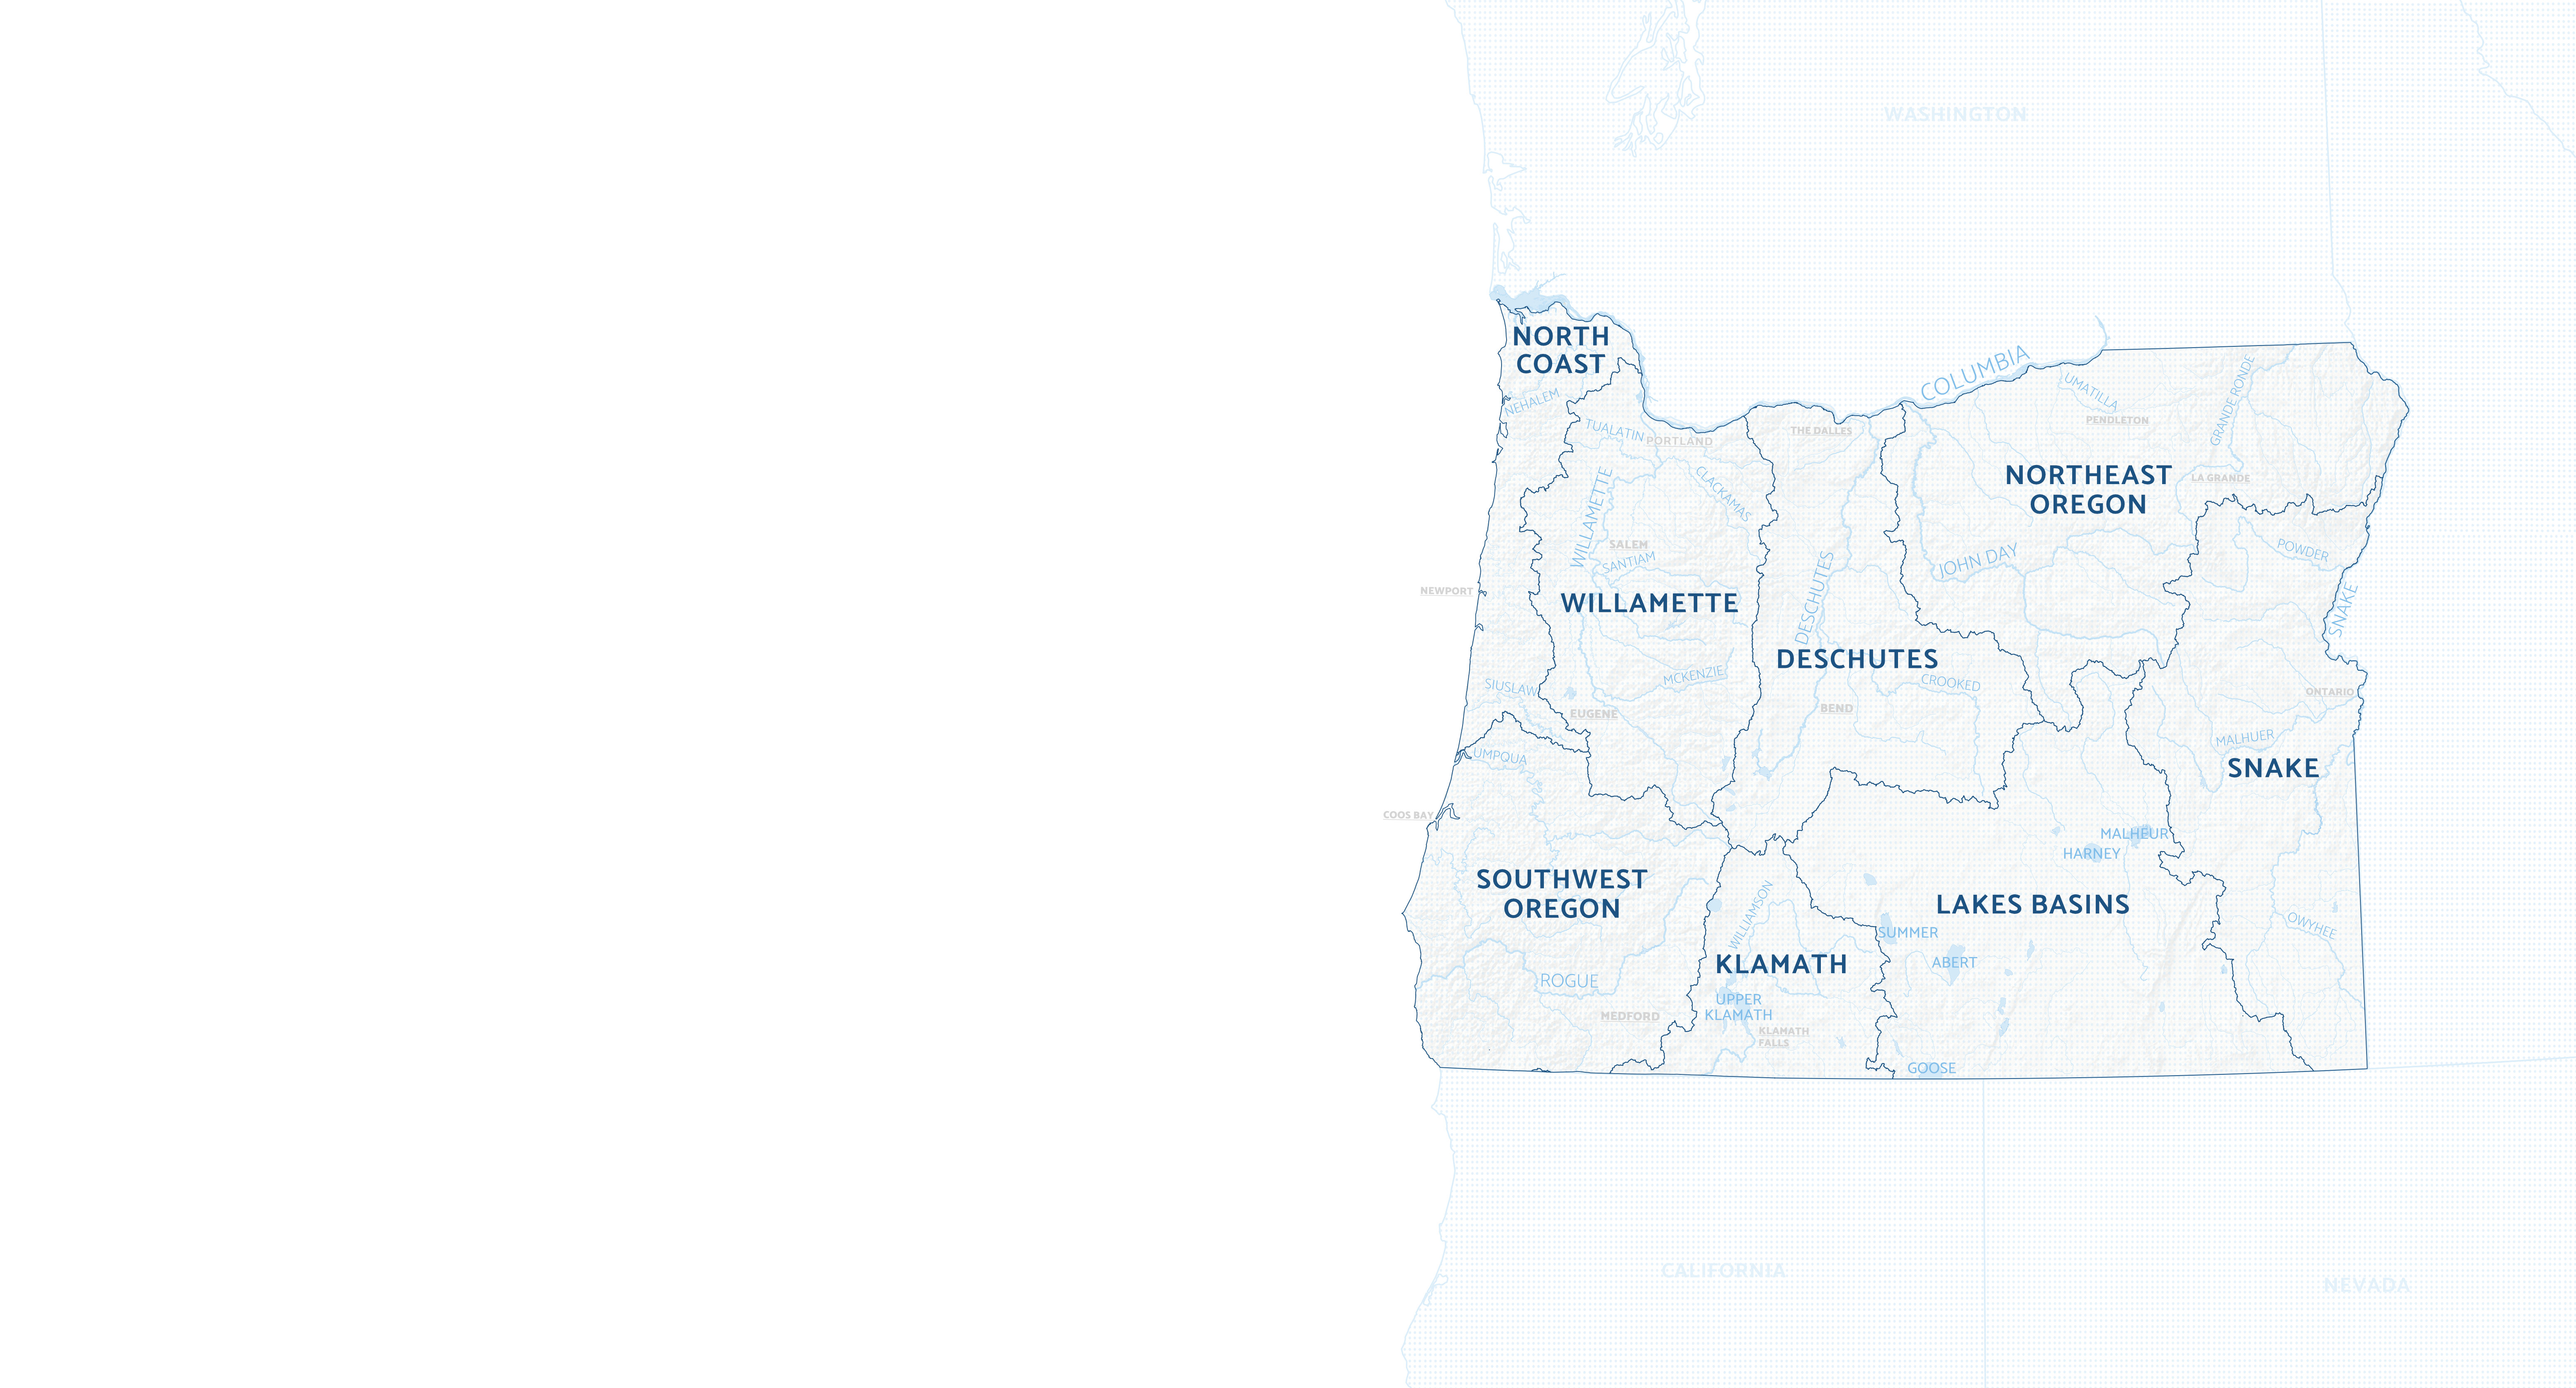 WASHINGTON
NORTH
COAST
COLUMBIA
NEHALEM
UMATILLA
GRANDE RONDE
PENDLETON
TUALATIN
PORTLAND
THE DALLES
CLACKAMAS
WILLAMETTE
NORTHEAST
OREGON
LA GRANDE
SALEM
SANTIAM
JOHN DAY
POWDER
NEWPORT
WILLAMETTE
DESCHUTES
SNAKE
DESCHUTES
MCKENZIE
CROOKED
SIUSLAW
ONTARIO
EUGENE
BEND
UMPQUA
MALHUER
SNAKE
COOS BAY
MALHEUR
HARNEY
SOUTHWEST
OREGON
WILLIAMSON
LAKES BASINS
OWYHEE
SUMMER
KLAMATH
ABERT
ROGUE
UPPER
KLAMATH
MEDFORD
KLAMATH
FALLS
GOOSE
CALIFORNIA
NEVADA